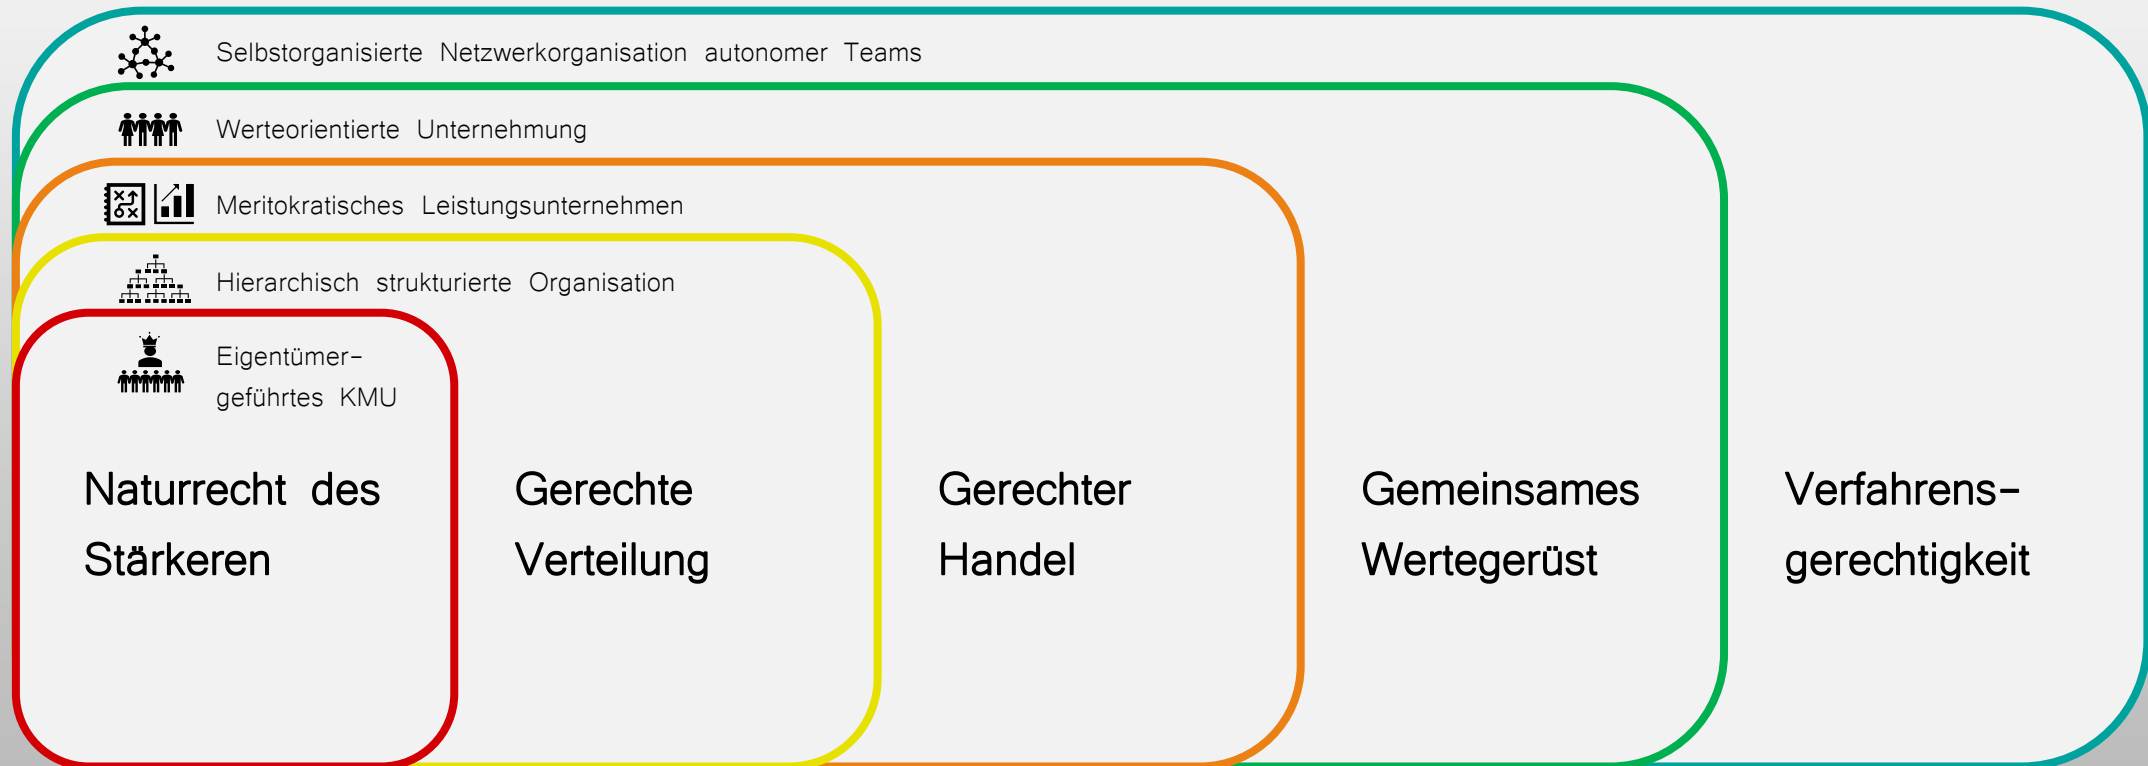 Selbstorganisierte Netzwerkorganisation autonomer Teams
Werteorientierte Unternehmung
Meritokratisches Leistungsunternehmen
Hierarchisch strukturierte Organisation
Eigentümer-
geführtes KMU
Naturrecht des
Stärkeren
Gerechte
Verteilung
Gerechter
Handel
Gemeinsames
Wertegerüst
Verfahrens-
gerechtigkeit